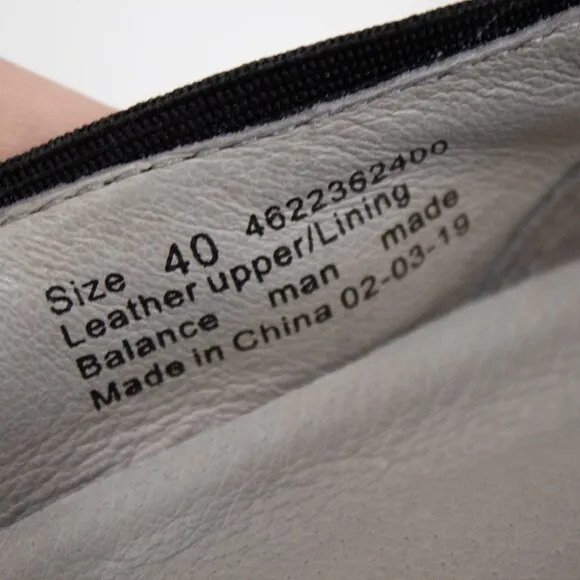 Size 40 4622362400
Leather upper/Lining
Balance man made
Made in China 02-03-19